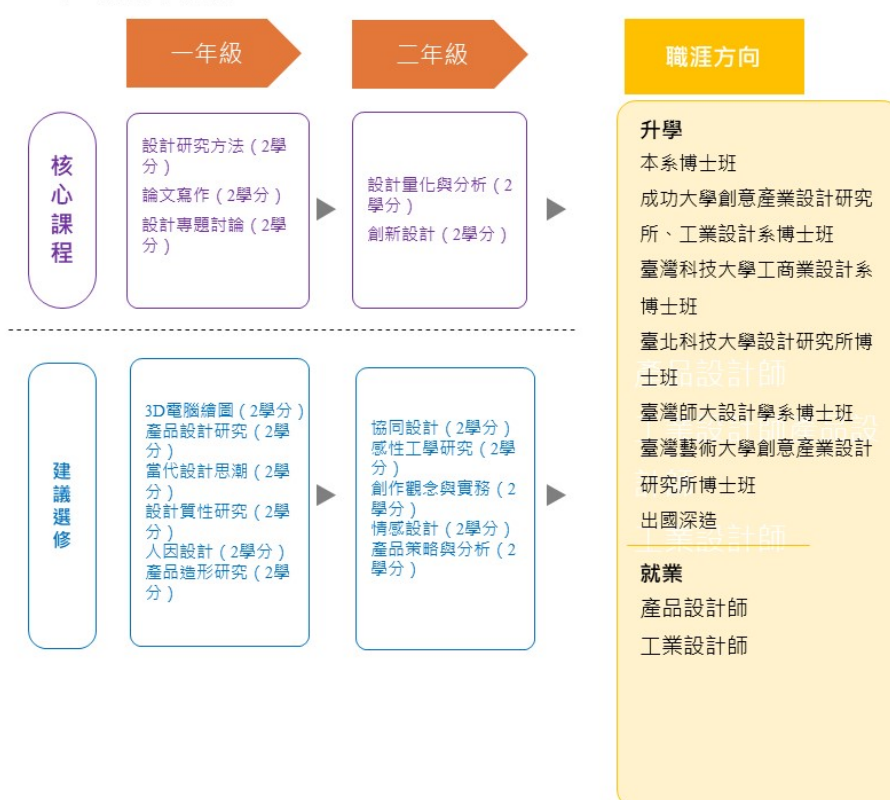 一年級
二年級
職涯方向
核心課程
設計研究方法（2學
分）
論文寫作（2學分）
設計專題討論（2學
分）
設計量化與分析（2
學分）
創新設計（2學分）
建議選修
3D電腦繪圖（2學分）
產品設計研究（2學
分）
當代設計思潮（2學
分）
設計質性研究（2學
分）
人因設計（2學分）
產品造形研究（2學
分）
協同設計（2學分）
感性工學研究（2學
分）
創作觀念與實務（2
學分）
情感設計（2學分）
產品策略與分析（2
學分）
升學
本系博士班
成功大學創意產業設計研究
所、工業設計系博士班
臺灣科技大學工商業設計系
博士班
臺北科技大學設計研究所博
士班
臺灣師大設計學系博士班
臺灣藝術大學創意產業設計
研究所博士班
出國深造
就業
產品設計師
工業設計師